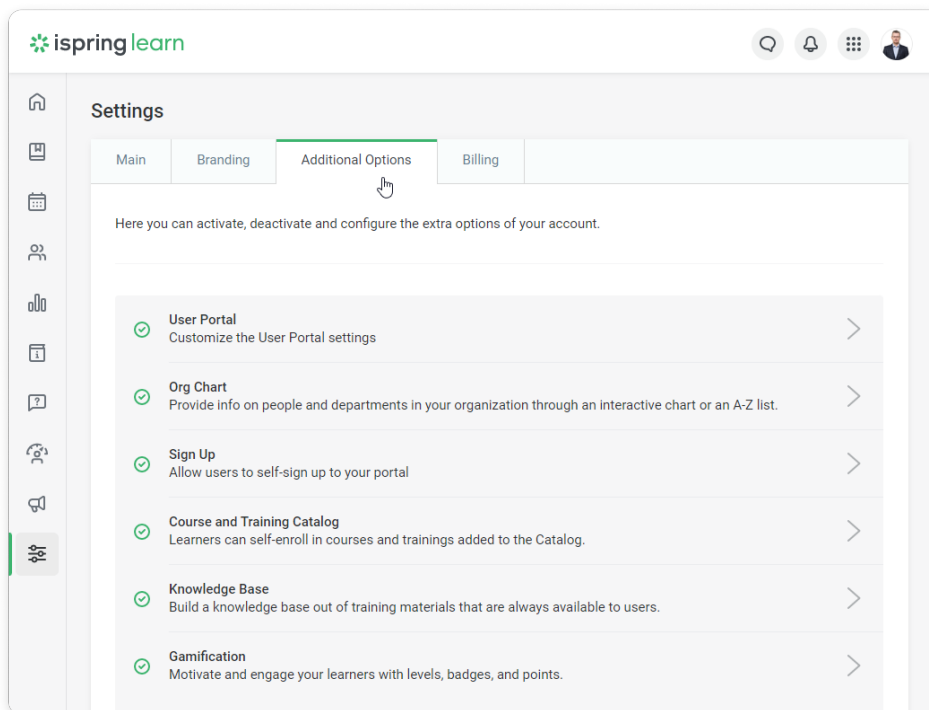 ispring learn
Settings
Main
Branding
Additional Options
Billing
Here you can activate, deactivate and configure the extra options of your account.
User Portal
Customize the User Portal settings
Org Chart
Provide info on people and departments in your organization through an interactive chart or an A-Z list.
Sign Up
Allow users to self-sign up to your portal
Course and Training Catalog
Learners can self-enroll in courses and trainings added to the Catalog.
Knowledge Base
Build a knowledge base out of training materials that are always available to users.
Gamification
Motivate and engage your learners with levels, badges, and points.